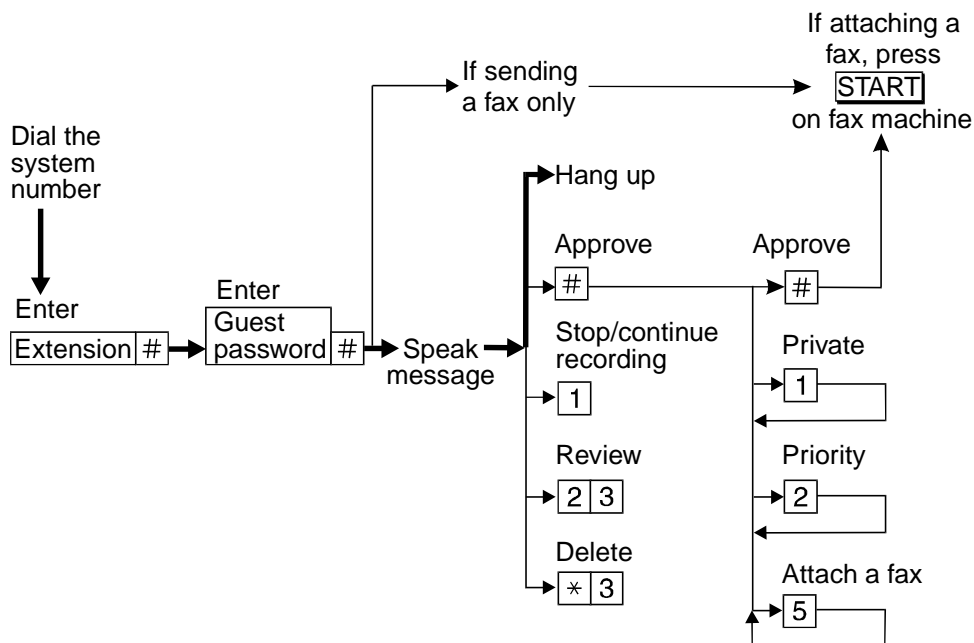 Dial the
system
number
Enter
Extension #
Enter
Guest
password #
Speak
message
If sending
a fax only
If attaching a
fax, press
START
on fax machine
Hang up
Approve
#
Stop/continue
recording
1
Review
2 3
Delete
* 3
Approve
#
Private
1
Priority
2
Attach a fax
5